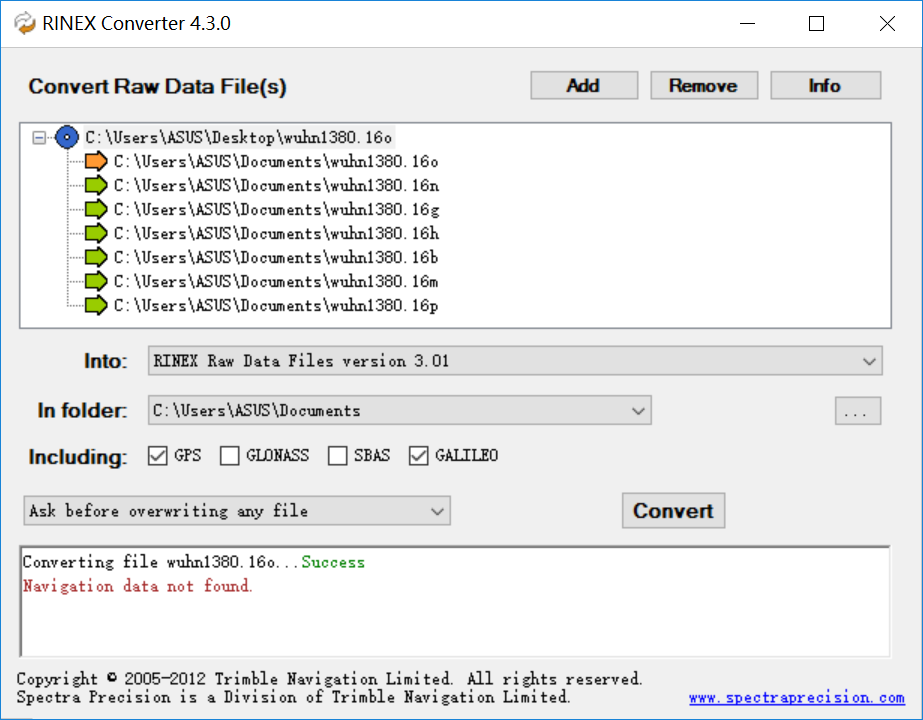 RINEX Converter 4.3.0
Convert Raw Data File(s)
Add
Remove
Info
C:\Users\ASUS\Desktop\wuhn1380.16o
C:\Users\ASUS\Documents\wuhn1380.16o
C:\Users\ASUS\Documents\wuhn1380.16n
C:\Users\ASUS\Documents\wuhn1380.16g
C:\Users\ASUS\Documents\wuhn1380.16h
C:\Users\ASUS\Documents\wuhn1380.16b
C:\Users\ASUS\Documents\wuhn1380.16m
C:\Users\ASUS\Documents\wuhn1380.16p
Into: RINEX Raw Data Files version 3.01
In folder: C:\Users\ASUS\Documents ...
Including: GPS GLONASS SBAS GALILEO
Ask before overwriting any file
Convert
Converting file wuhn1380.16o...Success
Navigation data not found.
Copyright © 2005-2012 Trimble Navigation Limited. All rights reserved.
Spectra Precision is a Division of Trimble Navigation Limited.
www.spectraprecision.com